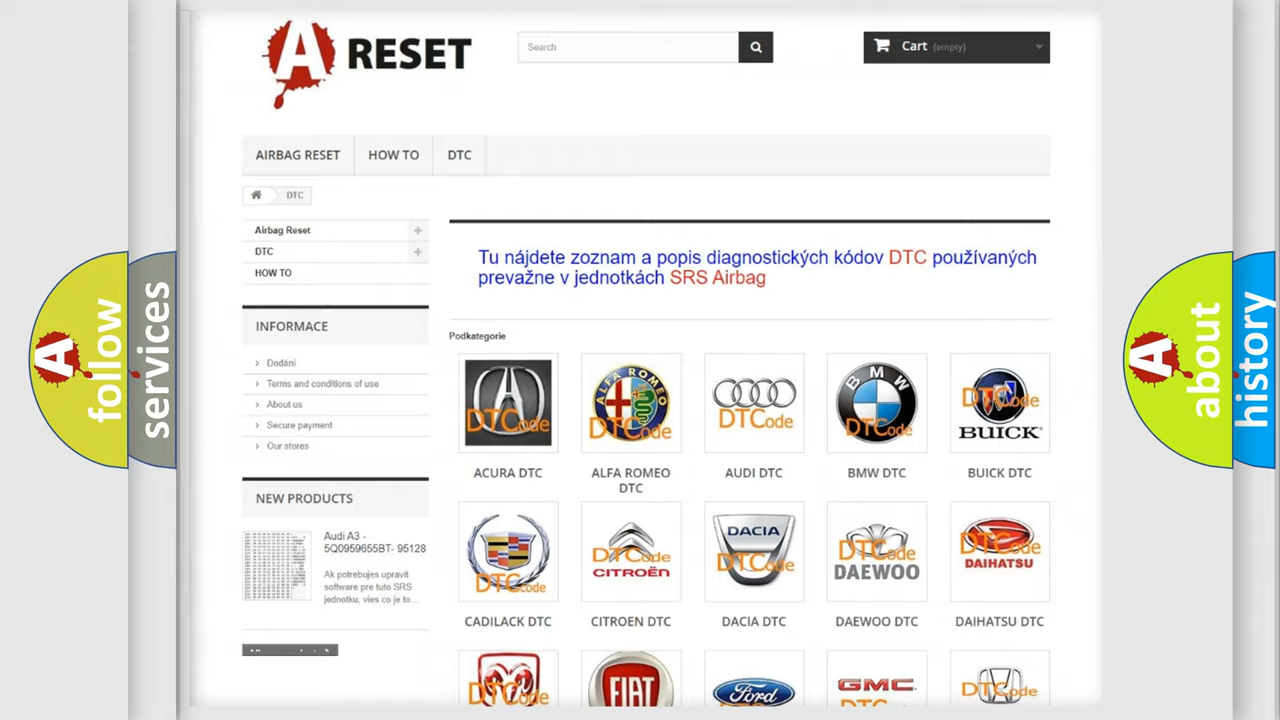 A RESET
Search
Cart (empty)
AIRBAG RESET
HOW TO
DTC
DTC
Airbag Reset
DTC
HOW TO
INFORMACE
Dodání
Terms and conditions of use
About us
Secure payment
Our stores
NEW PRODUCTS
Audi A3 -
5Q0959655BT- 95128
Ak potrebujes upravit
software pre tuto SRS
jednotku, vies co je to...
Tu nájdete zoznam a popis diagnostických kódov DTC používaných
prevažne v jednotkách SRS Airbag
Podkategorie
DTCode
ACURA DTC
ALFA ROMEO
DTCode
ALFA ROMEO
DTC
DTCode
AUDI DTC
BMW
DTCode
BMW DTC
DTCode
BUICK
BUICK DTC
DTCode
CADILACK DTC
DTCode
CITROËN
CITROEN DTC
DACIA
DTCode
DACIA DTC
DTCode
DAEWOO
DAEWOO DTC
DTCode
DAIHATSU
DAIHATSU DTC
DTCode
FIAT
Ford
GMC
DTCode
A follow
services
A about
history